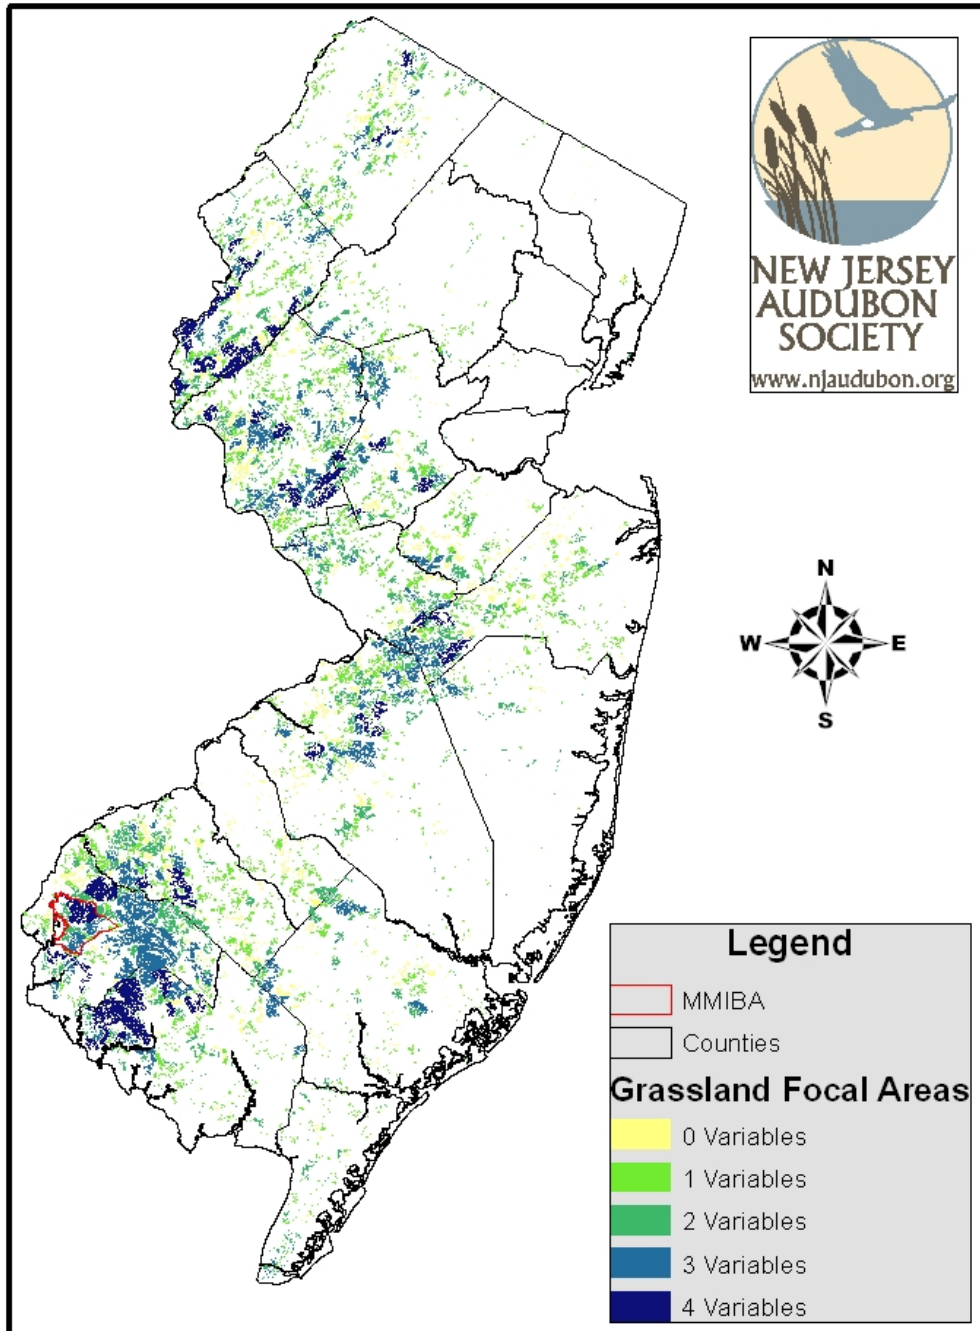 NEW JERSEY
AUDUBON
SOCIETY
www.njaudubon.org
N
W
E
S
Legend
MMIBA
Counties
Grassland Focal Areas
0 Variables
1 Variables
2 Variables
3 Variables
4 Variables